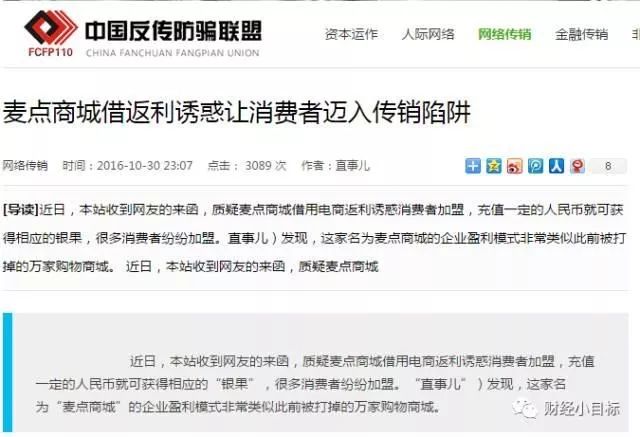 中国反传防骗联盟
FCFP110
CHINA FANCHUAN FANGPIAN UNION
资本运作 人际网络 网络传销 金融传销
麦点商城借返利诱惑让消费者迈入传销陷阱
网络传销 时间：2016-10-30 23:07 点击： 3089 次 作者：直事儿
8
[导读]近日，本站收到网友的来函，质疑麦点商城借用电商返利诱惑消费者加盟，充值一定的人民币就可获
得相应的银果，很多消费者纷纷加盟。直事儿）发现，这家名为麦点商城的企业盈利模式非常类似此前被打
掉的万家购物商城。 近日，本站收到网友的来函，质疑麦点商城
近日，本站收到网友的来函，质疑麦点商城借用电商返利诱惑消费者加盟，充值
一定的人民币就可获得相应的“银果”，很多消费者纷纷加盟。“直事儿”）发现，这家名
为“麦点商城”的企业盈利模式非常类似此前被打掉的万家购物商城。
财经小目标